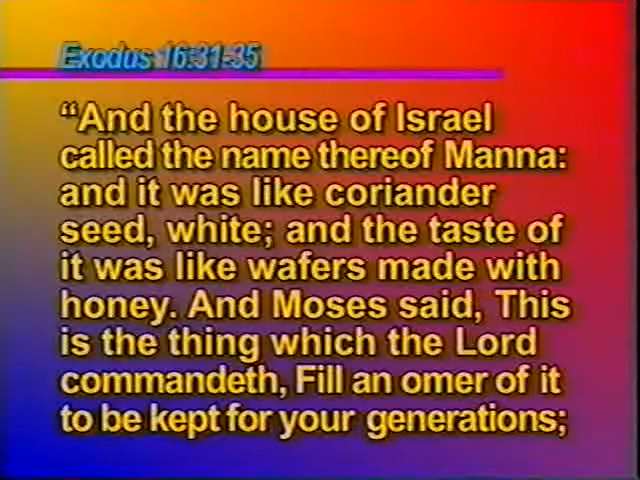 Exodus 16:31-35
“And the house of Israel
called the name thereof Manna:
and it was like coriander
seed, white; and the taste of
it was like wafers made with
honey. And Moses said, This
is the thing which the Lord
commandeth, Fill an omer of it
to be kept for your generations;